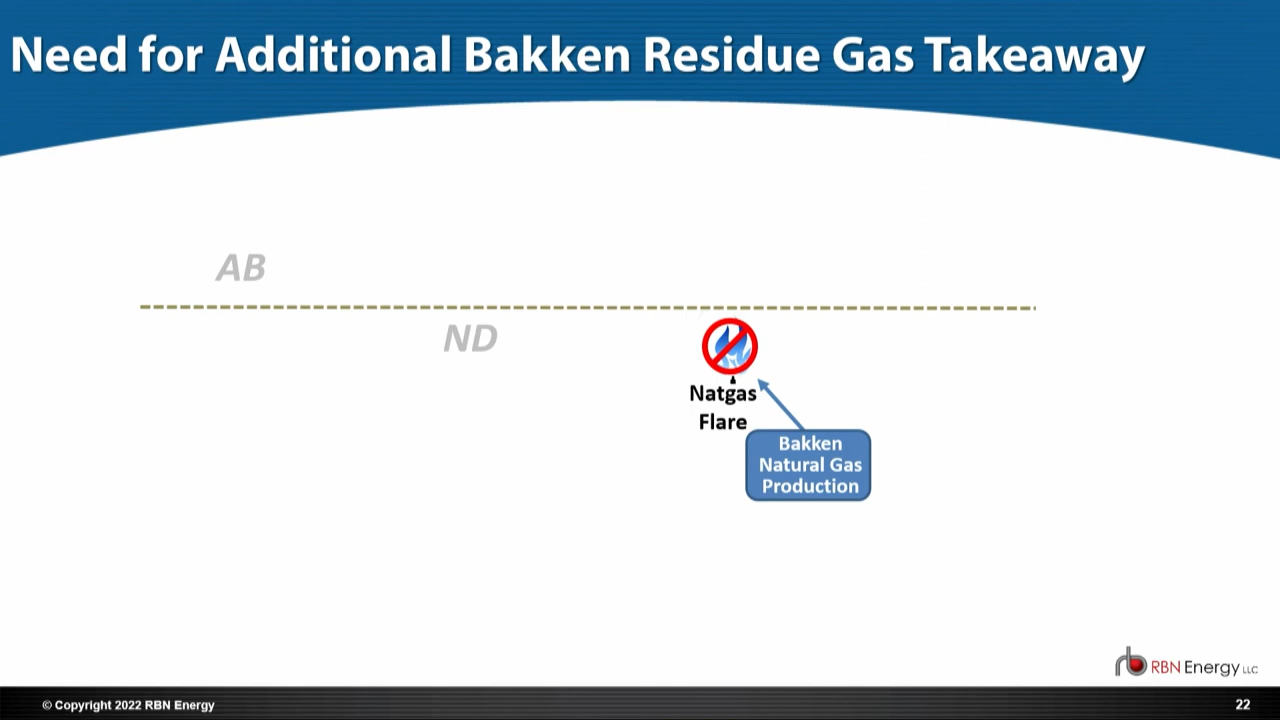 Need for Additional Bakken Residue Gas Takeaway
AB
ND
Natgas
Flare
Bakken
Natural Gas
Production
RBN Energy LLC
© Copyright 2022 RBN Energy
22